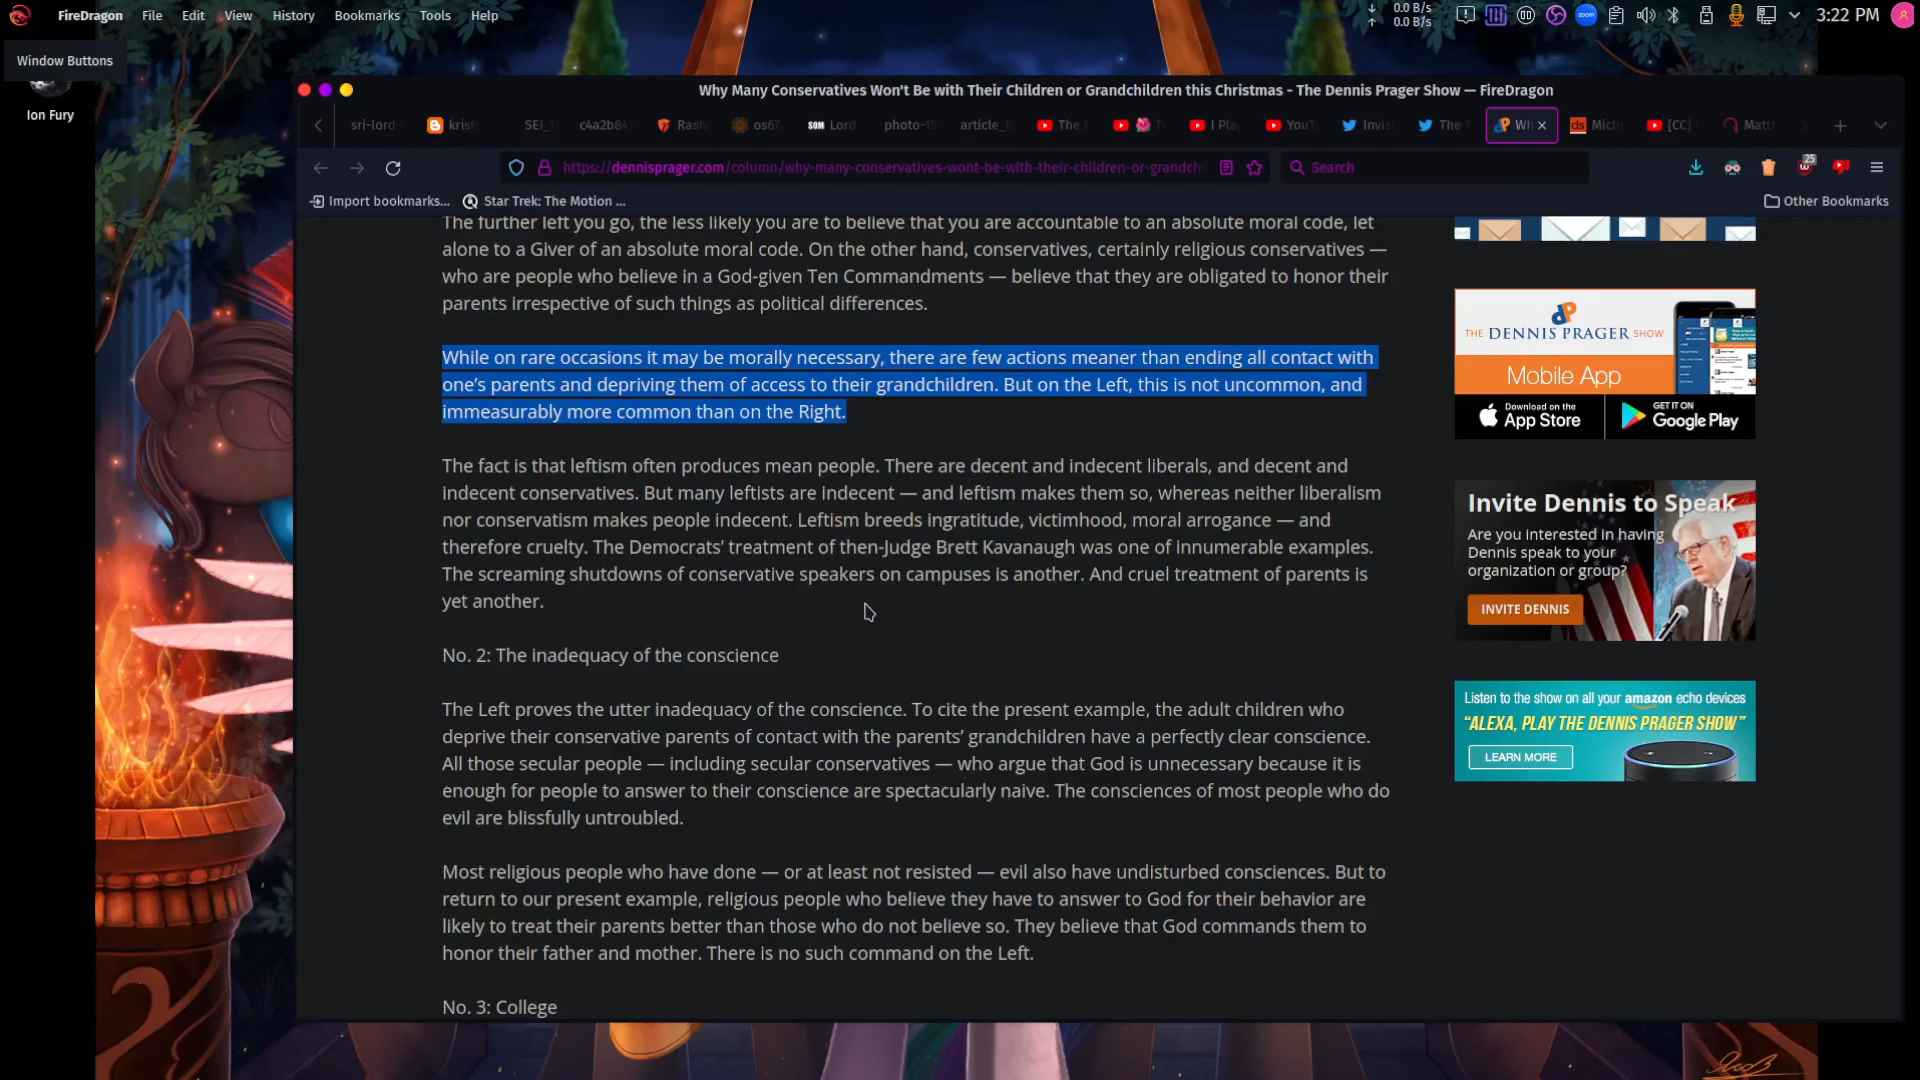 FireDragon File Edit View History Bookmarks Tools Help
0.0 B/s
0.0 B/s
zoom
3:22 PM
Window Buttons
Ion Fury
Why Many Conservatives Won't Be with Their Children or Grandchildren this Christmas - The Dennis Prager Show — FireDragon
sri-lord- krish SEI_1 c4a2b84 Rash os67 SOM Lord photo-15 article_t The I I Pla YouT Invis The T Wh Mich [CC] Matt
https://dennisprager.com/column/why-many-conservatives-wont-be-with-their-children-or-grandchi
Search
25
Import bookmarks... Star Trek: The Motion ... Other Bookmarks
The further left you go, the less likely you are to believe that you are accountable to an absolute moral code, let
alone to a Giver of an absolute moral code. On the other hand, conservatives, certainly religious conservatives —
who are people who believe in a God-given Ten Commandments — believe that they are obligated to honor their
parents irrespective of such things as political differences.
While on rare occasions it may be morally necessary, there are few actions meaner than ending all contact with
one’s parents and depriving them of access to their grandchildren. But on the Left, this is not uncommon, and
immeasurably more common than on the Right.
The fact is that leftism often produces mean people. There are decent and indecent liberals, and decent and
indecent conservatives. But many leftists are indecent — and leftism makes them so, whereas neither liberalism
nor conservatism makes people indecent. Leftism breeds ingratitude, victimhood, moral arrogance — and
therefore cruelty. The Democrats’ treatment of then-Judge Brett Kavanaugh was one of innumerable examples.
The screaming shutdowns of conservative speakers on campuses is another. And cruel treatment of parents is
yet another.
No. 2: The inadequacy of the conscience
The Left proves the utter inadequacy of the conscience. To cite the present example, the adult children who
deprive their conservative parents of contact with the parents’ grandchildren have a perfectly clear conscience.
All those secular people — including secular conservatives — who argue that God is unnecessary because it is
enough for people to answer to their conscience are spectacularly naive. The consciences of most people who do
evil are blissfully untroubled.
Most religious people who have done — or at least not resisted — evil also have undisturbed consciences. But to
return to our present example, religious people who believe they have to answer to God for their behavior are
likely to treat their parents better than those who do not believe so. They believe that God commands them to
honor their father and mother. There is no such command on the Left.
No. 3: College
THE DENNIS PRAGER SHOW
Mobile App
Download on the
App Store
GET IT ON
Google Play
Invite Dennis to Speak
Are you interested in having
Dennis speak to your
organization or group?
INVITE DENNIS
Listen to the show on all your amazon echo devices
“ALEXA, PLAY THE DENNIS PRAGER SHOW”
LEARN MORE